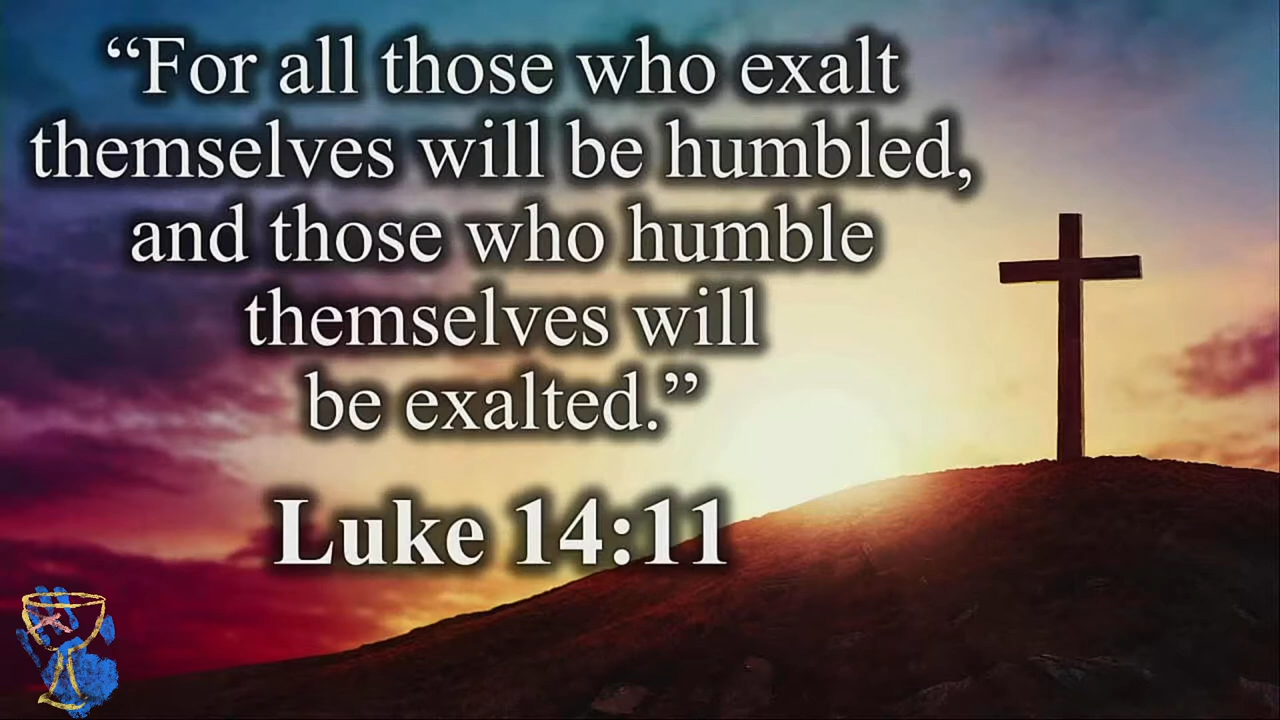 “For all those who exalt
themselves will be humbled,
and those who humble
themselves will
be exalted.”
Luke 14:11